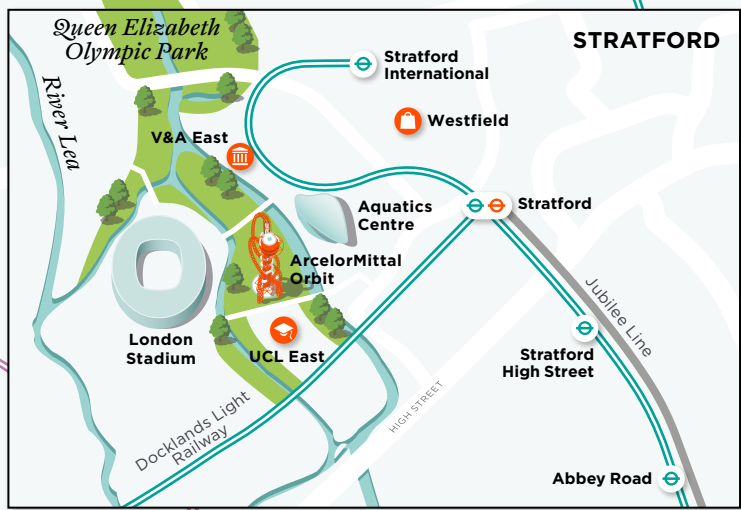 Queen Elizabeth
Olympic Park
STRATFORD
Stratford
International
River Lea
Westfield
V&A East
Stratford
Aquatics
Centre
ArcelorMittal
Orbit
Jubilee Line
London
Stadium
UCL East
Stratford
High Street
HIGH STREET
Docklands Light
Railway
Abbey Road